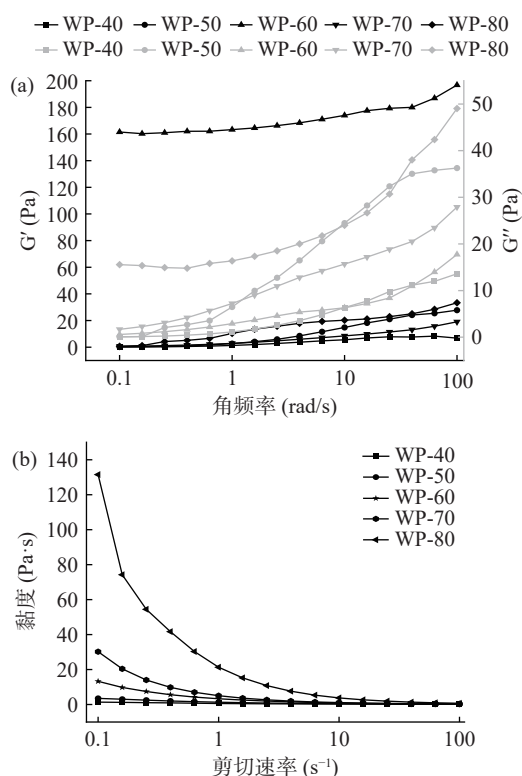 WP-40 WP-50 WP-60 WP-70 WP-80
WP-40 WP-50 WP-60 WP-70 WP-80
(a)
200
180
160
140
120
100
80
60
40
20
0
G′ (Pa)
50
40
30
20
10
0
G″ (Pa)
0.1 1 10 100
角频率 (rad/s)
(b)
140
120
100
80
60
40
20
0
黏度 (Pa·s)
WP-40
WP-50
WP-60
WP-70
WP-80
0.1 1 10 100
剪切速率 (s⁻¹)